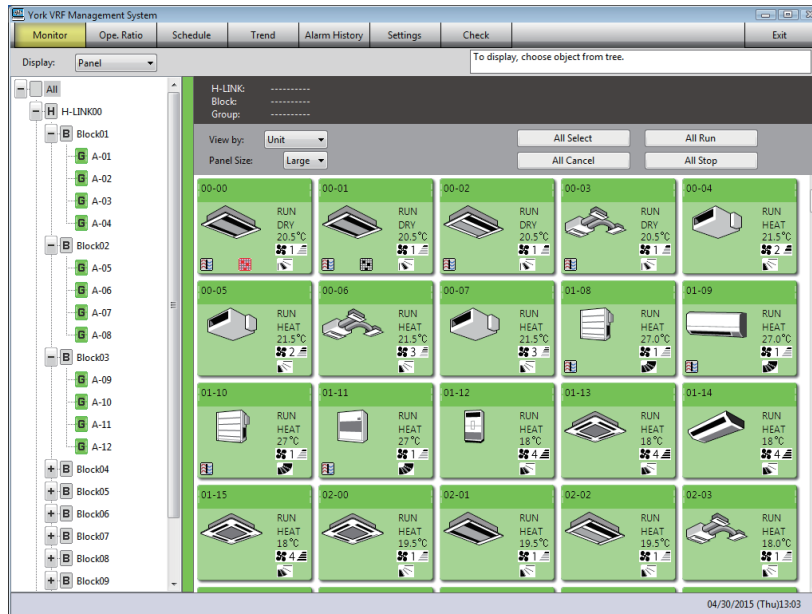 York VRF Management System
Monitor Ope. Ratio Schedule Trend Alarm History Settings Check Exit
Display: Panel
To display, choose object from tree.
All
H H-LINK00
B Block01
G A-01
G A-02
G A-03
G A-04
B Block02
G A-05
G A-06
G A-07
G A-08
B Block03
G A-09
G A-10
G A-11
G A-12
B Block04
B Block05
B Block06
B Block07
B Block08
B Block09
H-LINK: ----------
Block: ----------
Group: ----------
View by: Unit
Panel Size: Large
All Select All Run
All Cancel All Stop
00-00
RUN
DRY
20.5°C
1
00-01
RUN
DRY
20.5°C
1
00-02
RUN
DRY
20.5°C
1
00-03
RUN
DRY
20.5°C
1
00-04
RUN
HEAT
21.5°C
2
00-05
RUN
HEAT
21.5°C
2
00-06
RUN
HEAT
21.5°C
3
00-07
RUN
HEAT
21.5°C
3
01-08
RUN
HEAT
27.0°C
1
01-09
RUN
HEAT
27.0°C
1
01-10
RUN
HEAT
27°C
1
01-11
RUN
HEAT
27°C
1
01-12
RUN
HEAT
18°C
4
01-13
RUN
HEAT
18°C
4
01-14
RUN
HEAT
18°C
4
01-15
RUN
HEAT
18°C
4
02-00
RUN
HEAT
19.5°C
1
02-01
RUN
HEAT
19.5°C
1
02-02
RUN
HEAT
19.5°C
1
02-03
RUN
HEAT
18.0°C
1
04/30/2015 (Thu)13:03